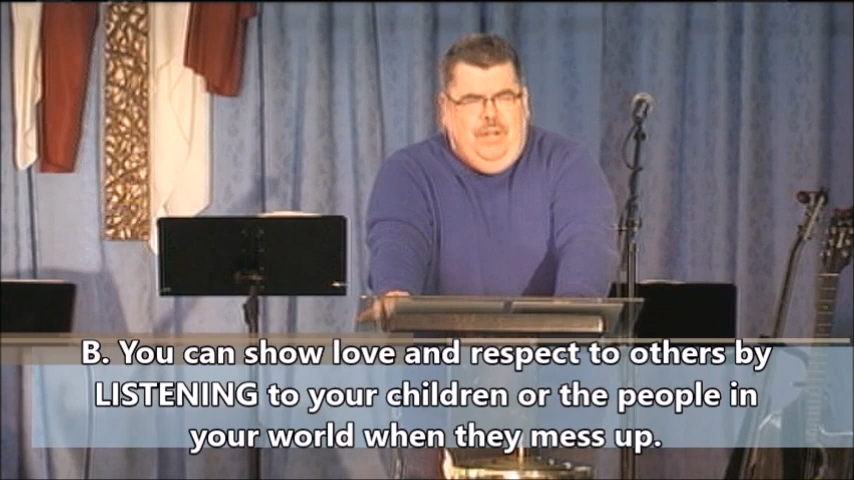 B. You can show love and respect to others by
LISTENING to your children or the people in
your world when they mess up.